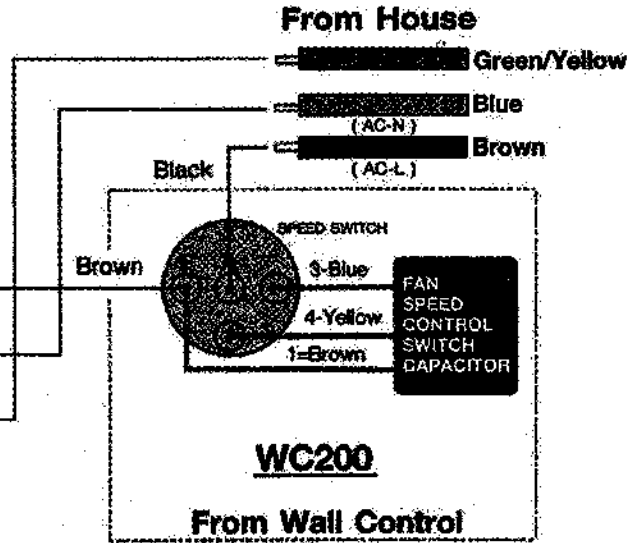 From House
Green/Yellow
Blue
( AC-N )
Brown
( AC-L )
Black
SPEED SWITCH
Brown
3-Blue
4-Yellow
1=Brown
FAN
SPEED
CONTROL
SWITCH
CAPACITOR
WC200
From Wall Control